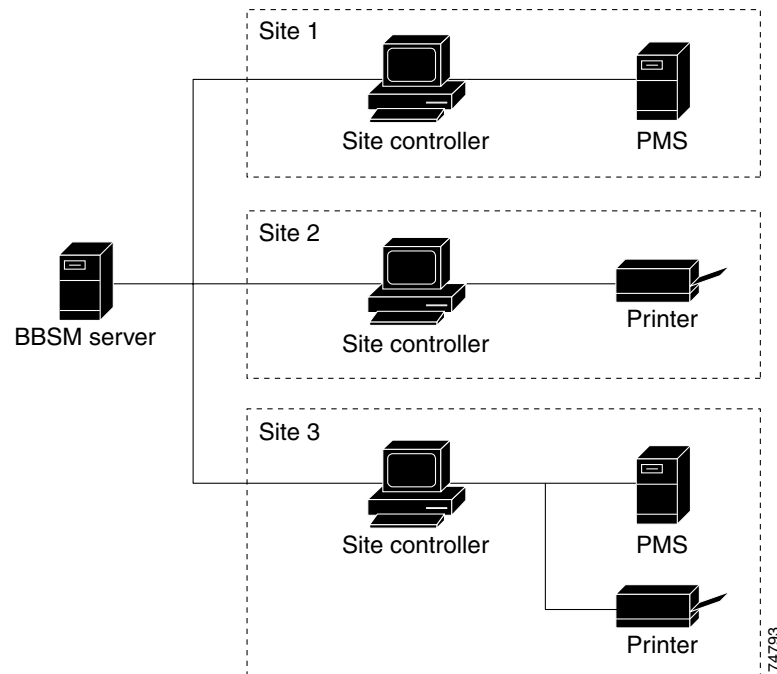 Site 1
Site controller
PMS
Site 2
BBSM server
Site controller
Printer
Site 3
Site controller
PMS
Printer
74793